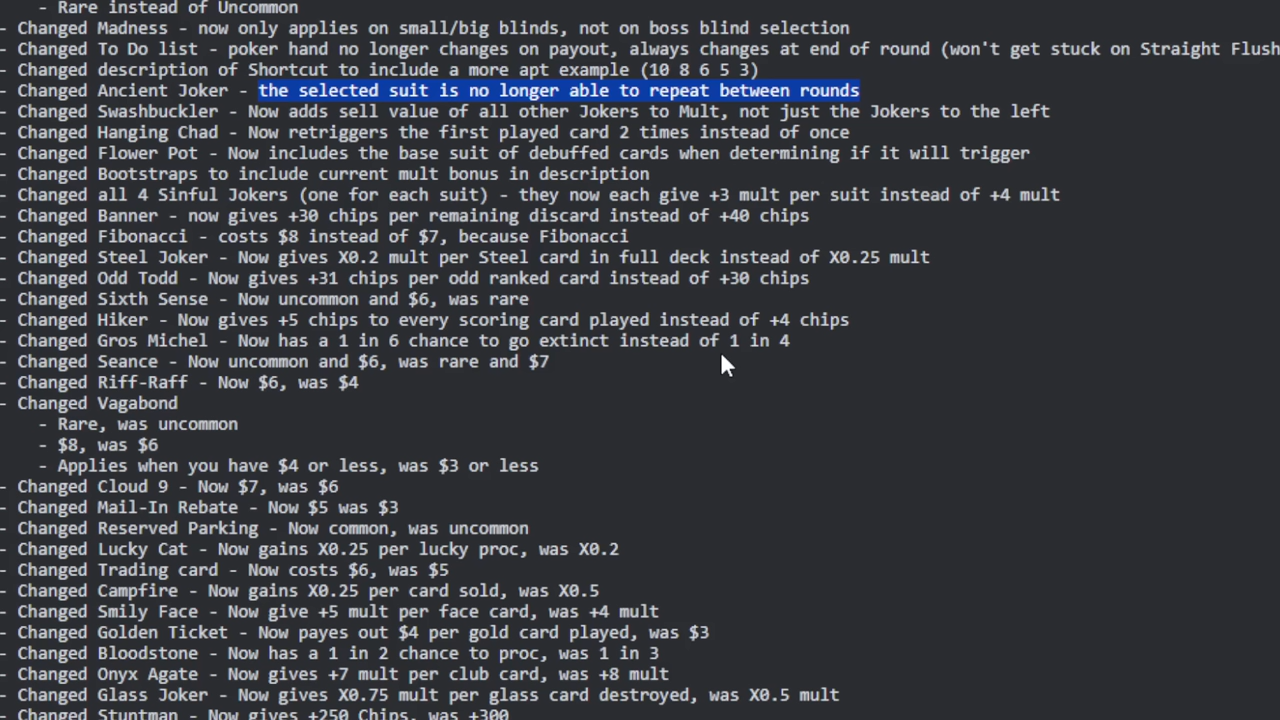 - Rare instead of Uncommon
- Changed Madness - now only applies on small/big blinds, not on boss blind selection
- Changed To Do list - poker hand no longer changes on payout, always changes at end of round (won't get stuck on Straight Flush
- Changed description of Shortcut to include a more apt example (10 8 6 5 3)
- Changed Ancient Joker - the selected suit is no longer able to repeat between rounds
- Changed Swashbuckler - Now adds sell value of all other Jokers to Mult, not just the Jokers to the left
- Changed Hanging Chad - Now retriggers the first played card 2 times instead of once
- Changed Flower Pot - Now includes the base suit of debuffed cards when determining if it will trigger
- Changed Bootstraps to include current mult bonus in description
- Changed all 4 Sinful Jokers (one for each suit) - they now each give +3 mult per suit instead of +4 mult
- Changed Banner - now gives +30 chips per remaining discard instead of +40 chips
- Changed Fibonacci - costs $8 instead of $7, because Fibonacci
- Changed Steel Joker - Now gives X0.2 mult per Steel card in full deck instead of X0.25 mult
- Changed Odd Todd - Now gives +31 chips per odd ranked card instead of +30 chips
- Changed Sixth Sense - Now uncommon and $6, was rare
- Changed Hiker - Now gives +5 chips to every scoring card played instead of +4 chips
- Changed Gros Michel - Now has a 1 in 6 chance to go extinct instead of 1 in 4
- Changed Seance - Now uncommon and $6, was rare and $7
- Changed Riff-Raff - Now $6, was $4
- Changed Vagabond
- Rare, was uncommon
- $8, was $6
- Applies when you have $4 or less, was $3 or less
- Changed Cloud 9 - Now $7, was $6
- Changed Mail-In Rebate - Now $5 was $3
- Changed Reserved Parking - Now common, was uncommon
- Changed Lucky Cat - Now gains X0.25 per lucky proc, was X0.2
- Changed Trading card - Now costs $6, was $5
- Changed Campfire - Now gains X0.25 per card sold, was X0.5
- Changed Smily Face - Now give +5 mult per face card, was +4 mult
- Changed Golden Ticket - Now pays out $4 per gold card played, was $3
- Changed Bloodstone - Now has a 1 in 2 chance to proc, was 1 in 3
- Changed Onyx Agate - Now gives +7 mult per club card, was +8 mult
- Changed Glass Joker - Now gives X0.75 mult per glass card destroyed, was X0.5 mult
- Changed Stuntman - Now gives +250 Chips, was +300